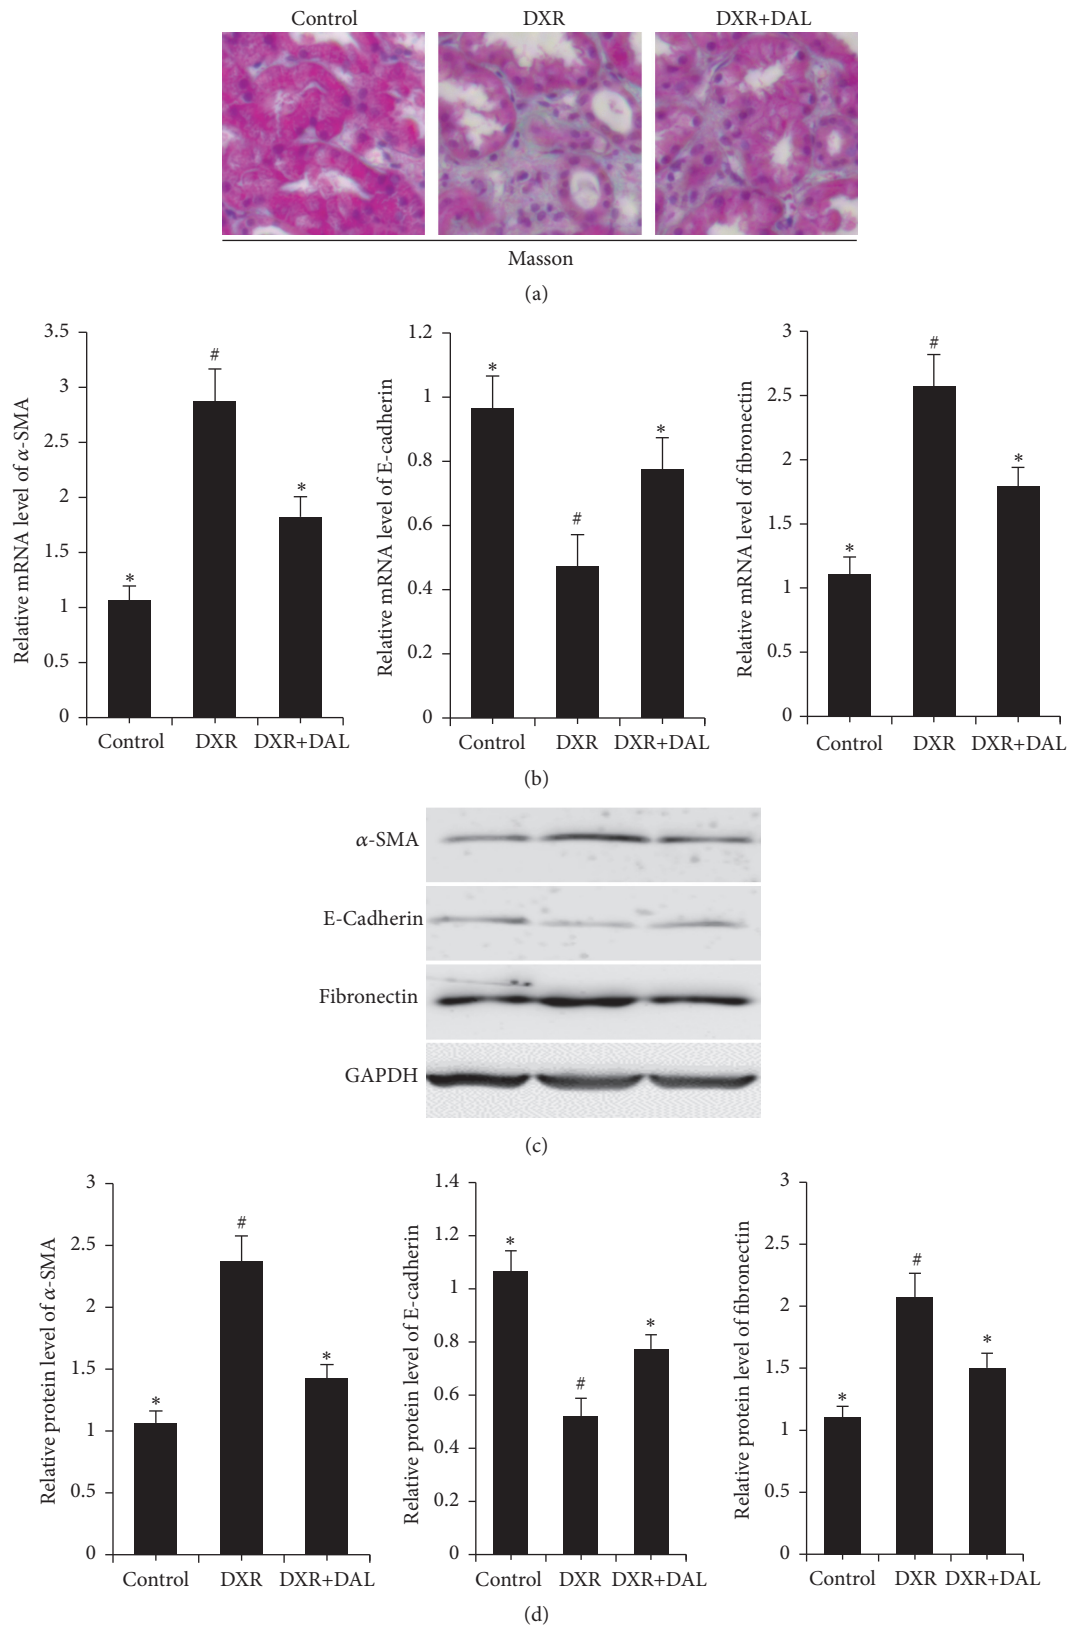 Control DXR DXR+DAL
Masson
(a)
Relative mRNA level of α-SMA
3.5
3
2.5
2
1.5
1
0.5
0
#
*
*
Control DXR DXR+DAL
Relative mRNA level of E-cadherin
1.2
1
0.8
0.6
0.4
0.2
0
*
*
#
Control DXR DXR+DAL
Relative mRNA level of fibronectin
3
2.5
2
1.5
1
0.5
0
#
*
*
Control DXR DXR+DAL
(b)
α-SMA
E-Cadherin
Fibronectin
GAPDH
(c)
Relative protein level of α-SMA
3
2.5
2
1.5
1
0.5
0
#
*
*
Control DXR DXR+DAL
Relative protein level of E-cadherin
1.4
1.2
1
0.8
0.6
0.4
0.2
0
*
*
#
Control DXR DXR+DAL
Relative protein level of fibronectin
3
2.5
2
1.5
1
0.5
0
#
*
*
Control DXR DXR+DAL
(d)